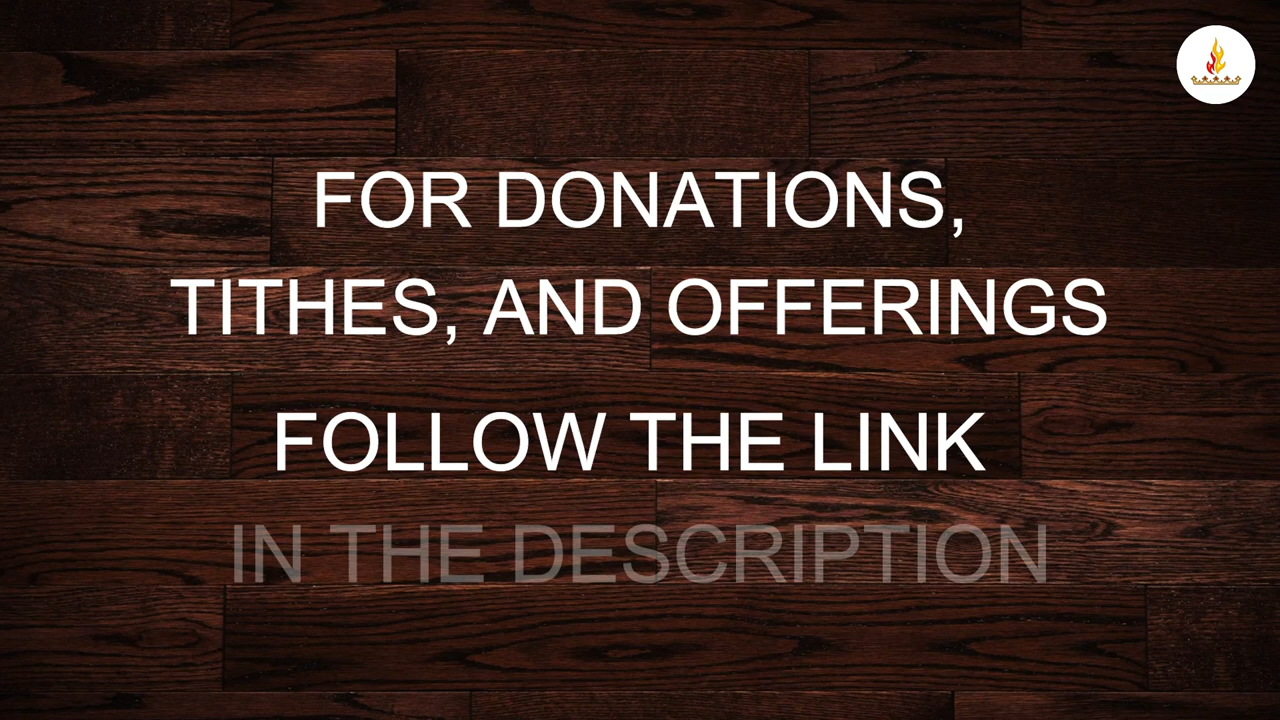 FOR DONATIONS,
TITHES, AND OFFERINGS
FOLLOW THE LINK
IN THE DESCRIPTION